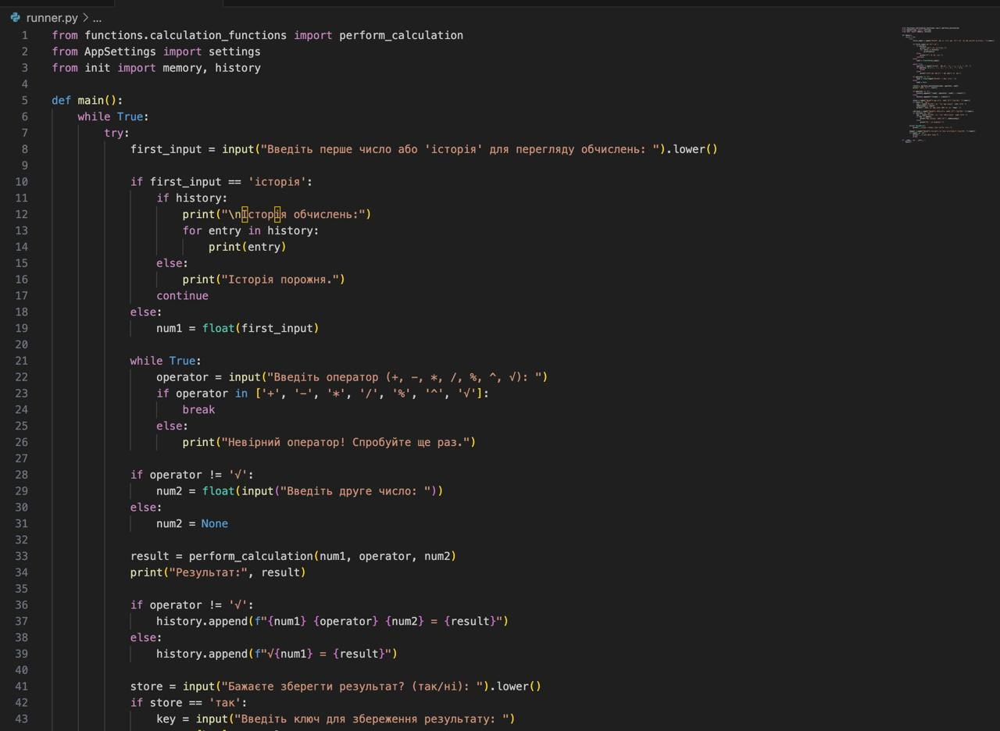 runner.py > ...
1 from functions.calculation_functions import perform_calculation
2 from AppSettings import settings
3 from init import memory, history
4
5 def main():
6     while True:
7         try:
8             first_input = input("Введіть перше число або 'історія' для перегляду обчислень: ").lower()
9
10             if first_input == 'історія':
11                 if history:
12                     print("\nІсторія обчислень:")
13                     for entry in history:
14                         print(entry)
15                 else:
16                     print("Історія порожня.")
17                 continue
18             else:
19                 num1 = float(first_input)
20
21             while True:
22                 operator = input("Введіть оператор (+, -, *, /, %, ^, √): ")
23                 if operator in ['+', '-', '*', '/', '%', '^', '√']:
24                     break
25                 else:
26                     print("Невірний оператор! Спробуйте ще раз.")
27
28             if operator != '√':
29                 num2 = float(input("Введіть друге число: "))
30             else:
31                 num2 = None
32
33             result = perform_calculation(num1, operator, num2)
34             print("Результат:", result)
35
36             if operator != '√':
37                 history.append(f"{num1} {operator} {num2} = {result}")
38             else:
39                 history.append(f"√{num1} = {result}")
40
41             store = input("Бажаєте зберегти результат? (так/ні): ").lower()
42             if store == 'так':
43                 key = input("Введіть ключ для збереження результату: ")